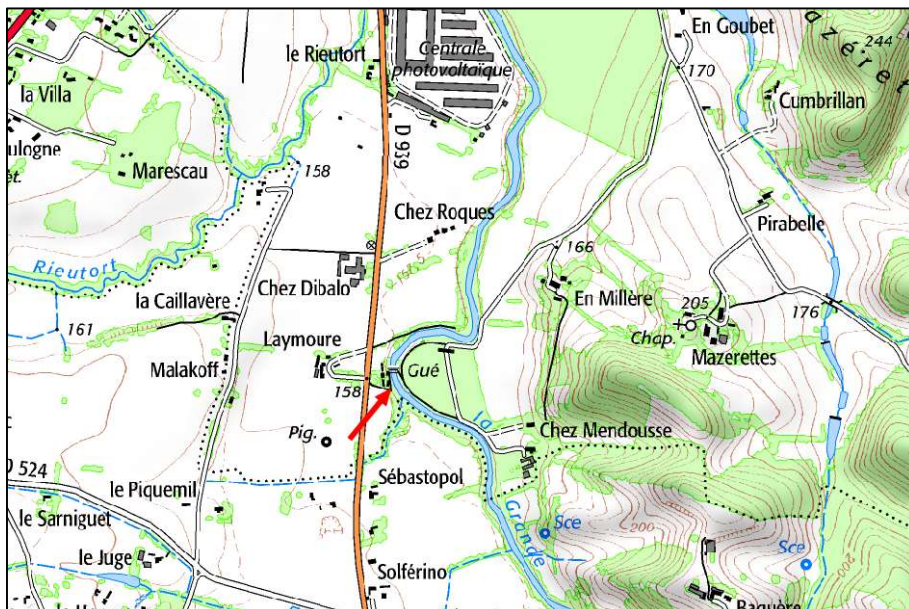 En Goubet
244
le Rieutort
Centrale
photovoltaïque
170
la Villa
Cumbrillan
D 939
Marescau
158
Pirabelle
Chez Roques
166
Rieutort
Chez Dibalo
la Caillavère
En Millère
205
176
161
Chap.
Laymoure
Mazerettes
Malakoff
Gué
158
la
Pig.
Chez Mendousse
524
Sébastopol
le Piquemil
le Sarniguet
Grande
Sce
200
le Juge
Sce
Solférino